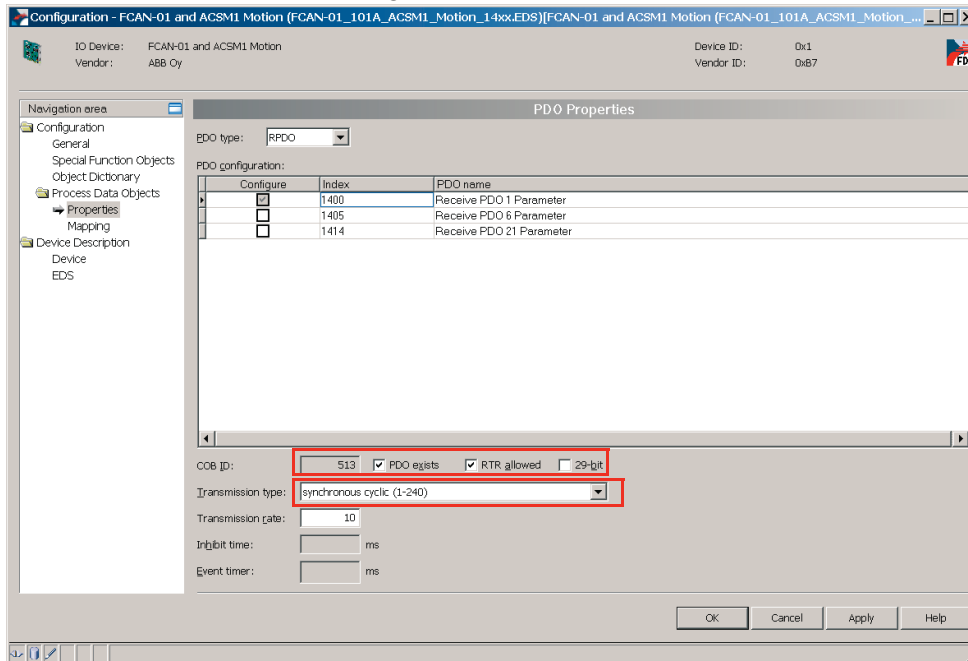 Configuration - FCAN-01 and ACSM1 Motion (FCAN-01_101A_ACSM1_Motion_14xx.EDS)[FCAN-01 and ACSM1 Motion (FCAN-01_101A_ACSM1_Motion_...
IO Device: FCAN-01 and ACSM1 Motion Device ID: 0x1
Vendor: ABB Oy Vendor ID: 0xB7
FD
Navigation area
PDO Properties
Configuration
General
Special Function Objects
Object Dictionary
Process Data Objects
Properties
Mapping
Device Description
Device
EDS
PDO type: RPDO
PDO configuration:
Configure Index PDO name
1400 Receive PDO 1 Parameter
1405 Receive PDO 6 Parameter
1414 Receive PDO 21 Parameter
COB ID: 513 PDO exists RTR allowed 29-bit
Transmission type: synchronous cyclic (1-240)
Transmission rate: 10
Inhibit time: ms
Event timer: ms
OK Cancel Apply Help